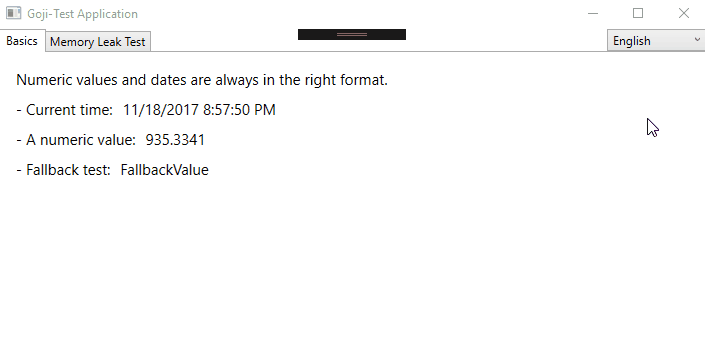 Goji-Test Application
Basics Memory Leak Test English
Numeric values and dates are always in the right format.
- Current time: 11/18/2017 8:57:50 PM
- A numeric value: 935.3341
- Fallback test: FallbackValue